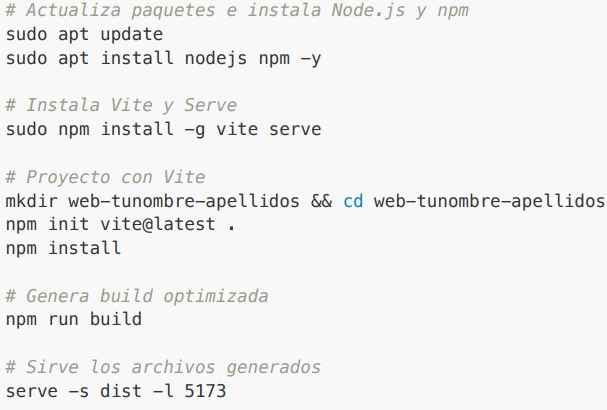 # Actualiza paquetes e instala Node.js y npm
sudo apt update
sudo apt install nodejs npm –y
# Instala Vite y Serve
sudo npm install –g vite serve
# Proyecto con Vite
mkdir web–tunombre–apellidos && cd web–tunombre–apellidos
npm init vite@latest .
npm install
# Genera build optimizada
npm run build
# Sirve los archivos generados
serve –s dist –l 5173